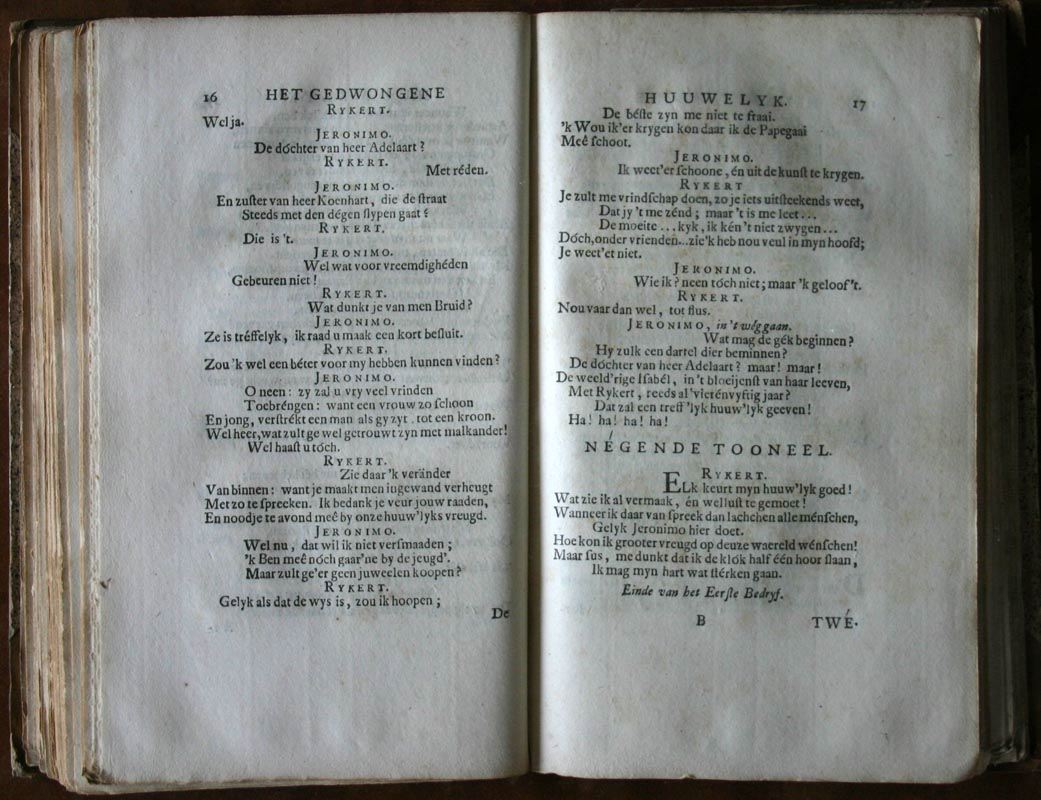 16 HET GEDWONGENE
RYKERT.
Wel ja.
JERONIMO.
De dóchter van heer Adelaart?
RYKERT.
Met réden.
JERONIMO.
En zuster van heer Koenhart, die de straat
Steeds met den dégen slypen gaat?
RYKERT.
Die is 't.
JERONIMO.
Wel wat voor vreemdighéden
Gebeuren niet!
RYKERT.
Wat dunkt je van men Bruid?
JERONIMO.
Ze is tréffelyk, ik raad u maak een kort besluit.
RYKERT.
Zou 'k wel een béter voor my hebben kunnen vinden?
JERONIMO.
O neen: zy zal u vry veel vrinden
Toebréngen: want een vrouw zo schoon
En jong, verstrékt een man als gy zyt, tot een kroon.
Wel heer, wat zult ge wel getrouwt zyn met malkander!
Wel haast u tóch.
RYKERT.
Zie daar 'k veränder
Van binnen: want je maakt men ingewand verheugt
Met zo te spreeken. Ik bedank je veur jouw raaden,
En noodje te avond meê by onze huuw'lyks vreugd.
JERONIMO.
Wel nu, dat wil ik niet versmaaden;
'k Ben meê nóch gaar'ne by de jeugd'.
Maar zult ge'er geen juweelen koopen?
RYKERT.
Gelyk als dat de wys is, zou ik hoopen;
De
HUUWELYK. 17
De béste zyn me niet te fraai.
'k Wou ik'er krygen kon daar ik de Papegaai
Meê schoot.
JERONIMO.
Ik weet'er schoone, én uit de kunst te krygen.
RYKERT
Je zult me vrindschap doen, zo je iets uitsteekends weet,
Dat jy 't me zénd; maar 't is me leet...
De moeite...kyk, ik kén 't niet zwygen...
Dóch, onder vrienden...zie'k heb nou veul in myn hoofd;
Je weet'et niet.
JERONIMO.
Wie ik? neen tóch niet; maar 'k geloof't.
RYKERT.
Nou vaar dan wel, tot flus.
JERONIMO, in 't wéggaan.
Wat mag de gék beginnen?
Hy zulk een dartel dier beminnen?
De dóchter van heer Adelaart? maar! maar!
De weeld'rige Isabél, in 't bloeijenst van haar leeven,
Met Rykert, reeds al 'vierénvyftig jaar?
Dat zal een treff'lyk huuw'lyk geeven!
Ha! ha! ha! ha!
NÉGENDE TOONEEL.
RYKERT.
ELk keurt myn huuw'lyk goed!
Wat zie ik al vermaak, én wellust te gemoet!
Wanneer ik daar van spreek dan lachchen alle ménschen,
Gelyk Jeronimo hier doet.
Hoe kon ik grooter vreugd op deuze waereld wénschen!
Maar sus, me dunkt dat ik de klók half één hoor slaan,
Ik mag myn hart wat stérken gaan.
Einde van het Eerste Bedryf.
B TWÉ-